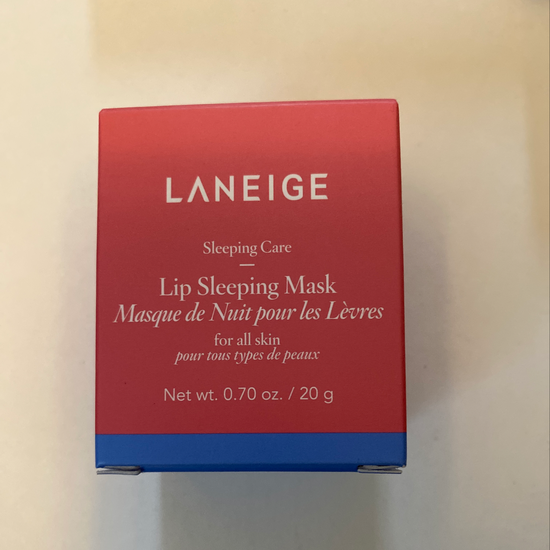 LANEIGE
Sleeping Care
Lip Sleeping Mask
Masque de Nuit pour les Lèvres
for all skin
pour tous types de peaux
Net wt. 0.70 oz. / 20 g